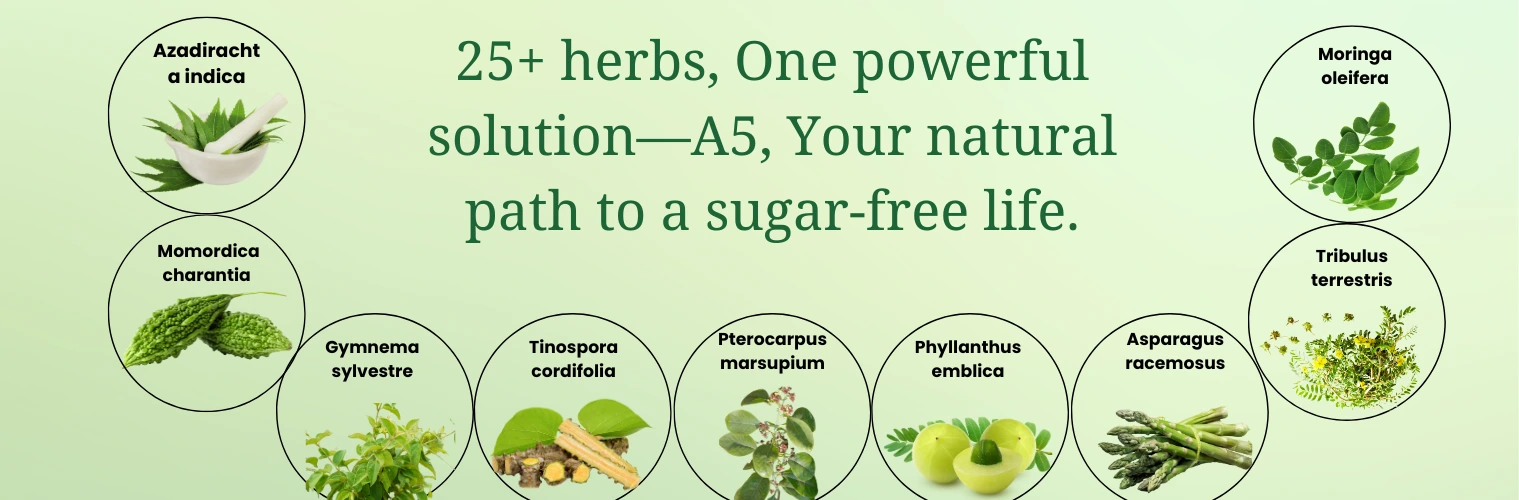 25+ herbs, One powerful
solution—A5, Your natural
path to a sugar-free life.
Azadiracht
a indica
Momordica
charantia
Gymnema
sylvestre
Tinospora
cordifolia
Pterocarpus
marsupium
Phyllanthus
emblica
Asparagus
racemosus
Tribulus
terrestris
Moringa
oleifera